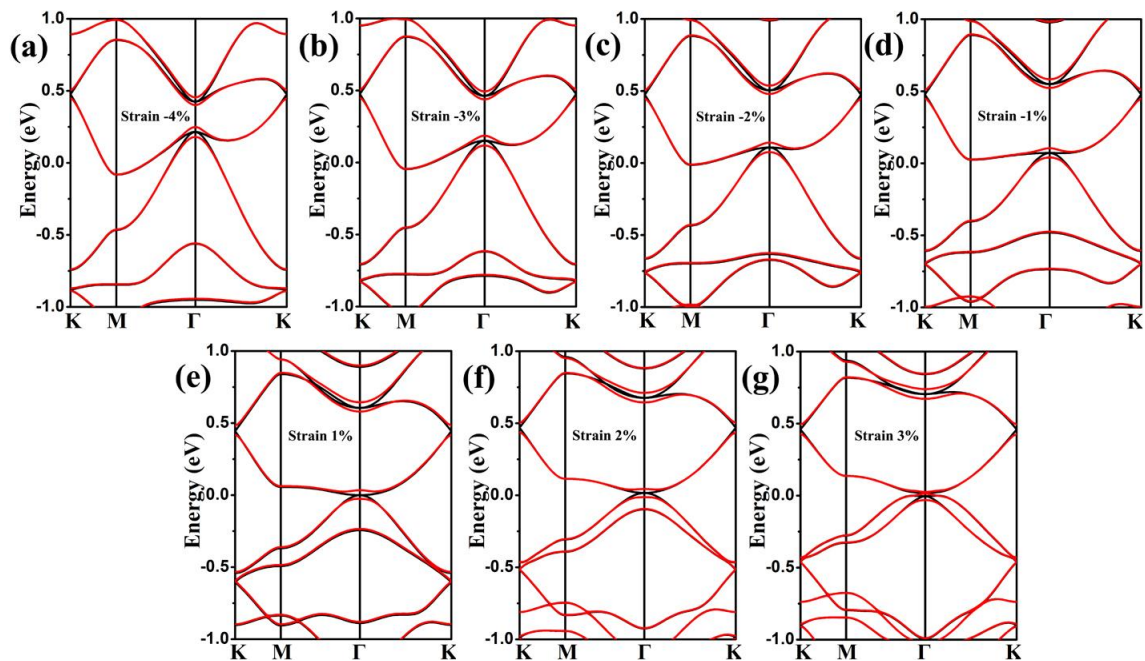 (a) (b) (c) (d)
1.0 1.0 1.0 1.0
0.5 0.5 0.5 0.5
Strain -4% Strain -3% Strain -2% Strain -1%
Energy (eV) Energy (eV) Energy (eV) Energy (eV)
0.0 0.0 0.0 0.0
-0.5 -0.5 -0.5 -0.5
-1.0 -1.0 -1.0 -1.0
K M Γ K K M Γ K K M Γ K K M Γ K
(e) (f) (g)
1.0 1.0 1.0
0.5 0.5 0.5
Strain 1% Strain 2% Strain 3%
Energy (eV) Energy (eV) Energy (eV)
0.0 0.0 0.0
-0.5 -0.5 -0.5
-1.0 -1.0 -1.0
K M Γ K K M Γ K K M Γ K